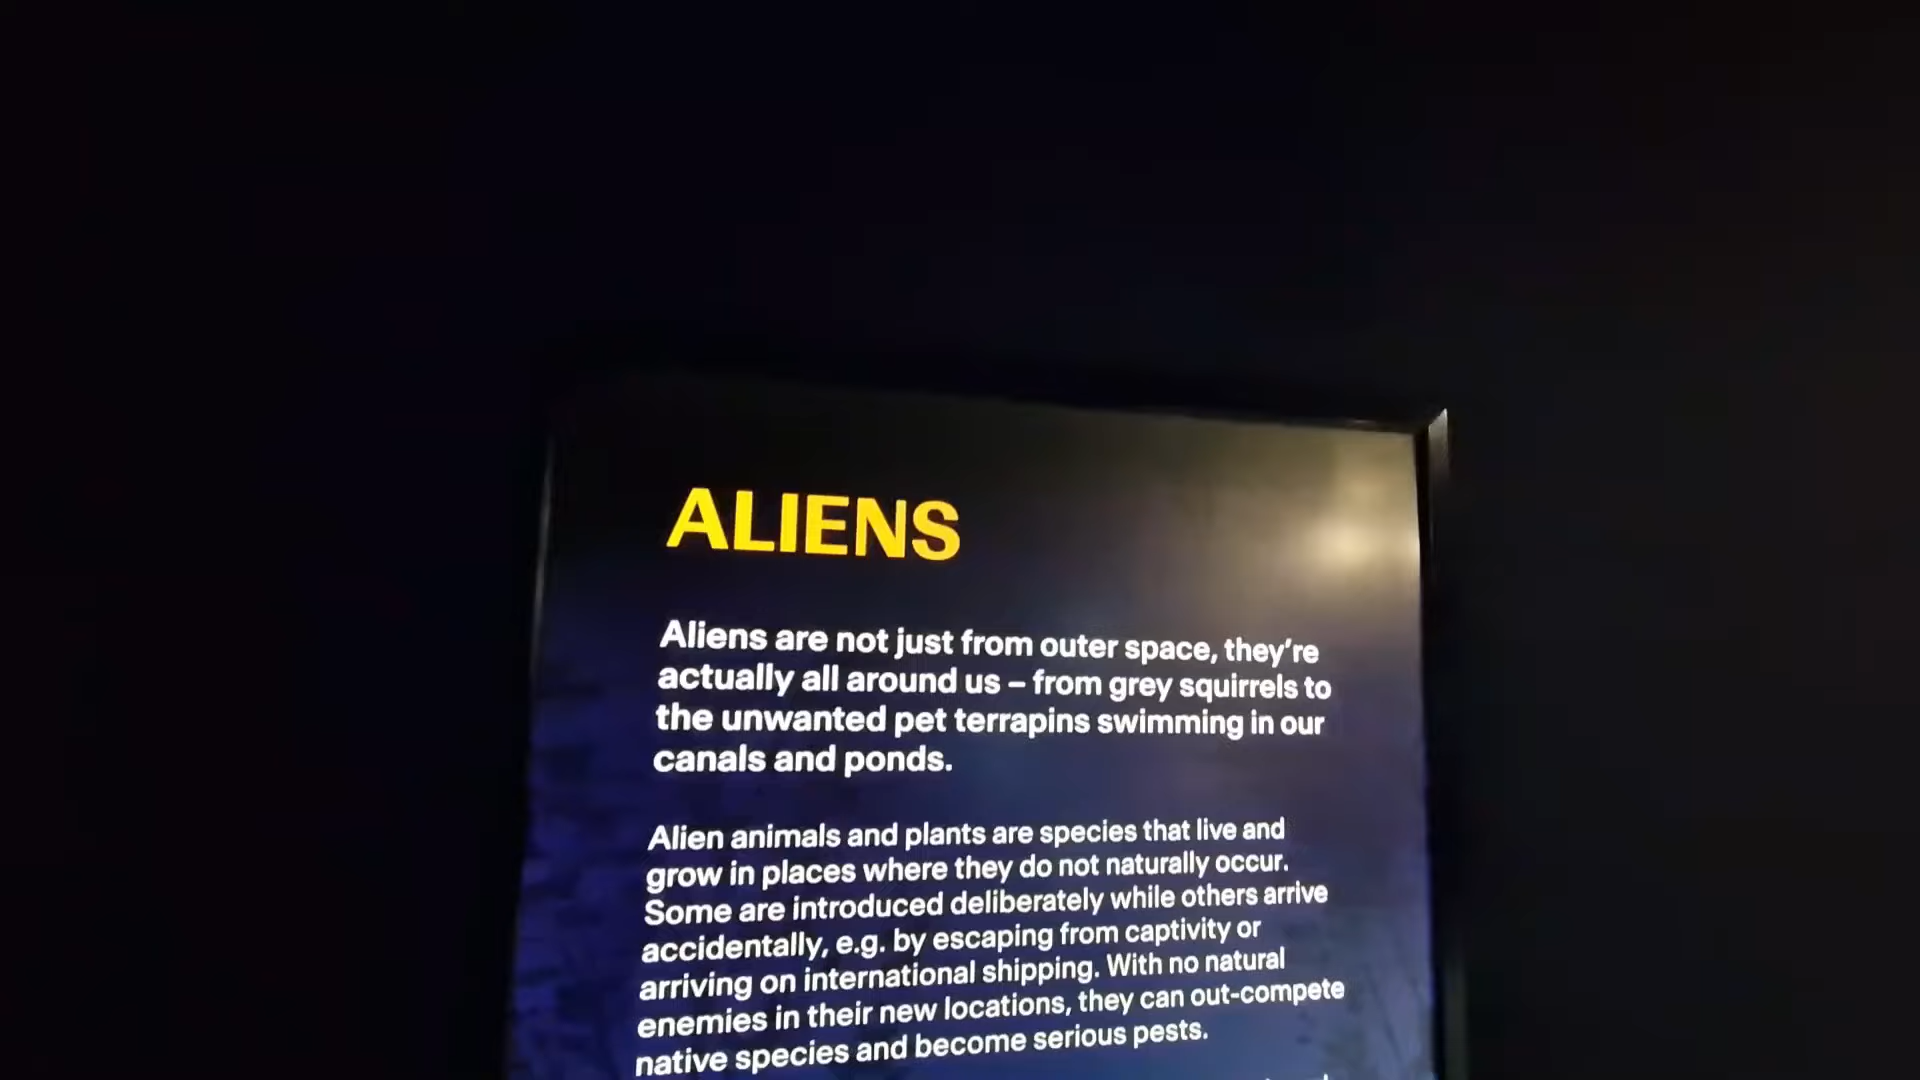 ALIENS
Aliens are not just from outer space, they're
actually all around us – from grey squirrels to
the unwanted pet terrapins swimming in our
canals and ponds.
Alien animals and plants are species that live and
grow in places where they do not naturally occur.
Some are introduced deliberately while others arrive
accidentally, e.g. by escaping from captivity or
arriving on international shipping. With no natural
enemies in their new locations, they can out-compete
native species and become serious pests.